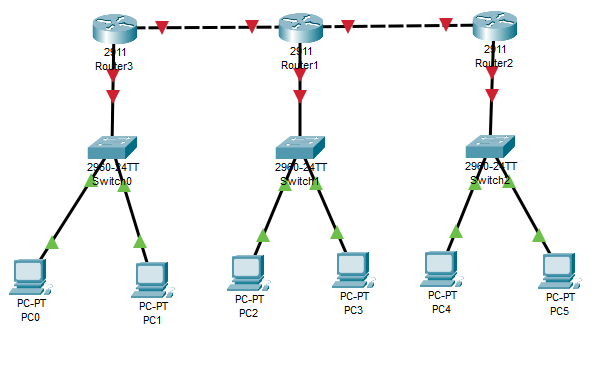 2911
Router3
2911
Router1
2911
Router2
2960-24TT
Switch0
2960-24TT
Switch1
2960-24TT
Switch2
PC-PT
PC0
PC-PT
PC1
PC-PT
PC2
PC-PT
PC3
PC-PT
PC4
PC-PT
PC5